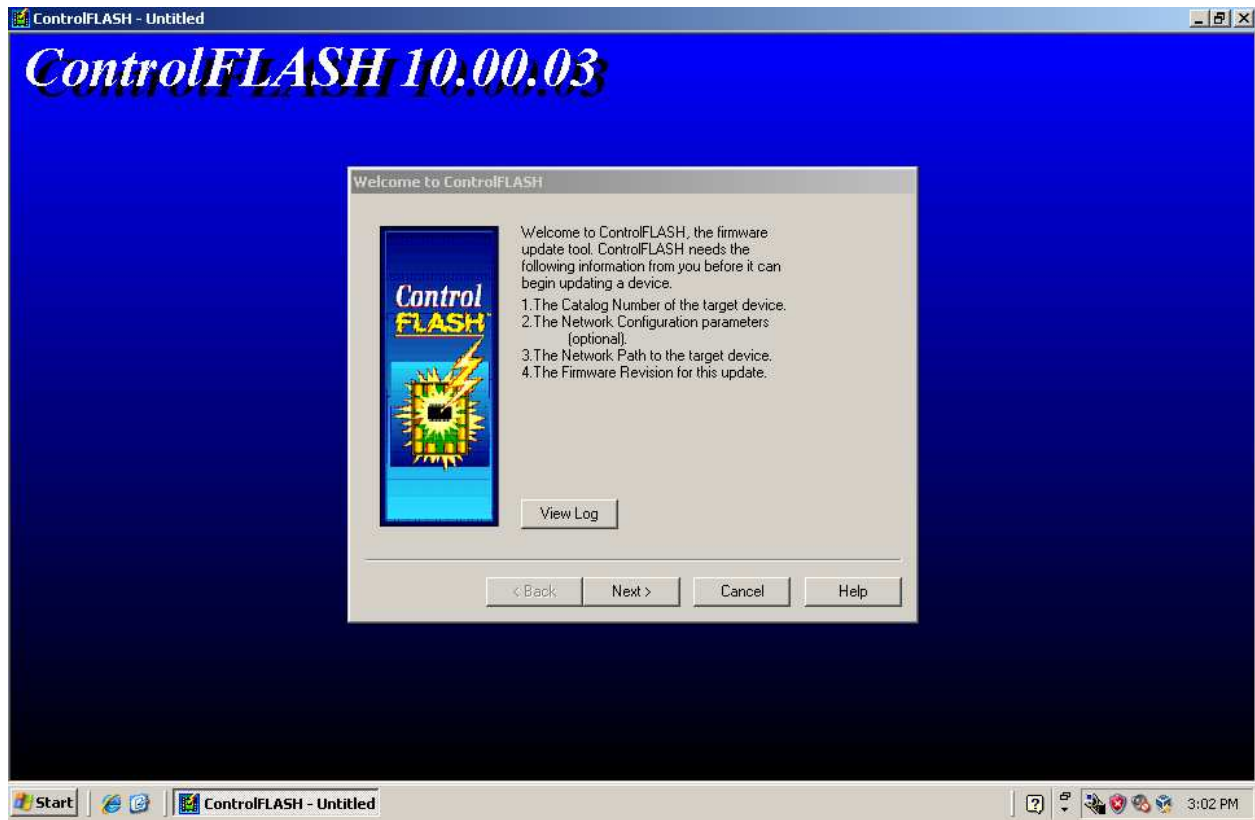 ControlFLASH - Untitled
ControlFLASH 10.00.03
Welcome to ControlFLASH
Control
FLASH
Welcome to ControlFLASH, the firmware
update tool. ControlFLASH needs the
following information from you before it can
begin updating a device.
1.The Catalog Number of the target device.
2.The Network Configuration parameters
(optional).
3.The Network Path to the target device.
4.The Firmware Revision for this update.
View Log
< Back Next > Cancel Help
Start ControlFLASH - Untitled 3:02 PM